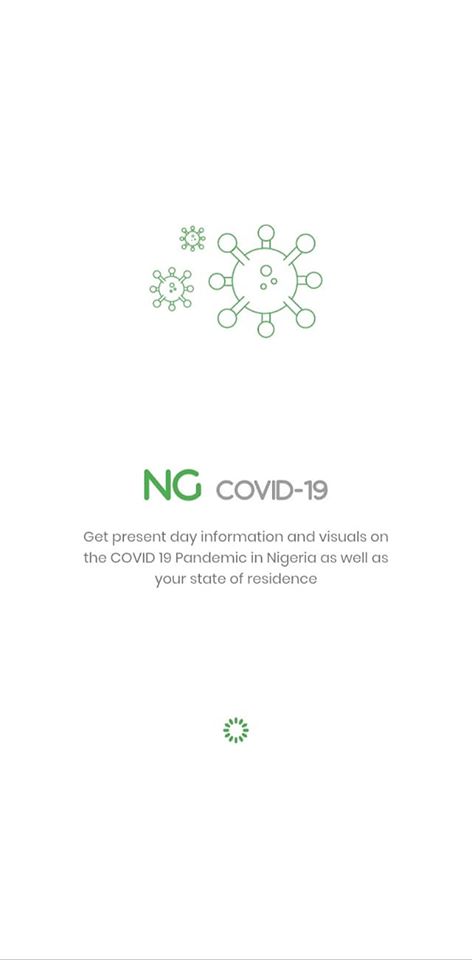 NG COVID-19
Get present day information and visuals on
the COVID 19 Pandemic in Nigeria as well as
your state of residence